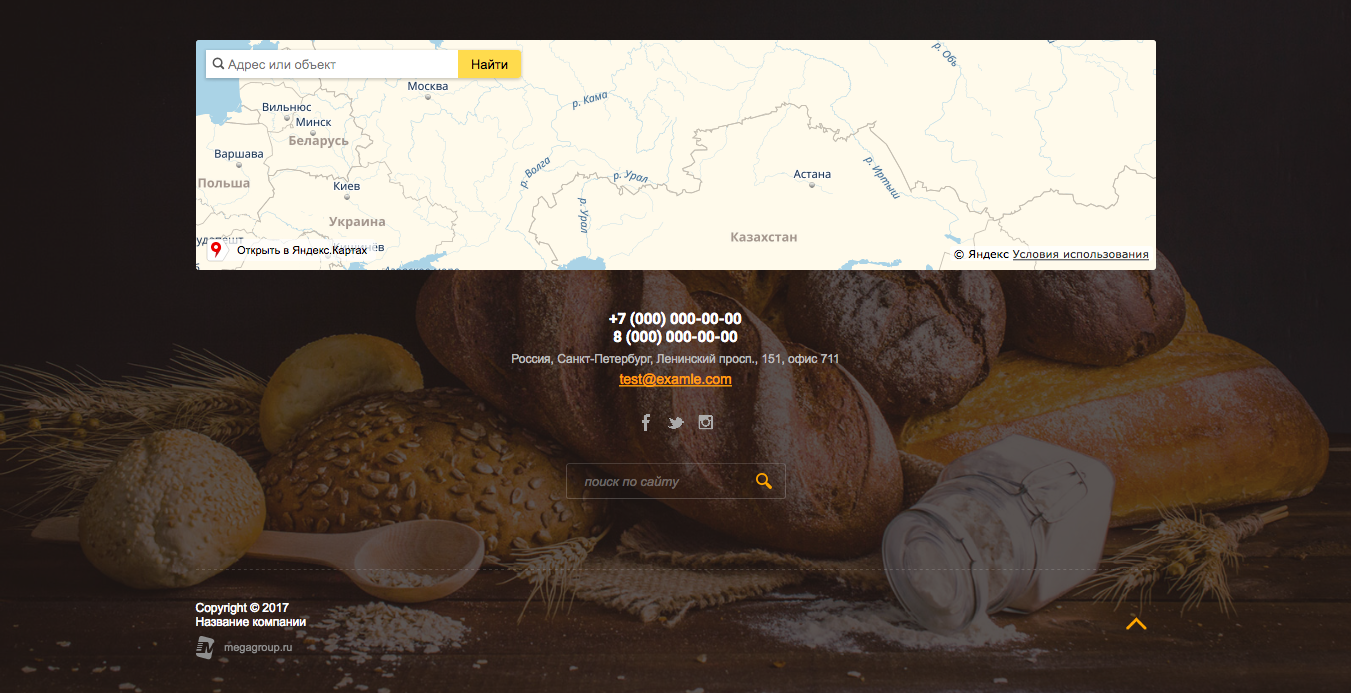 Адрес или объект
Найти
р. Обь
Москва
р. Кама
Вильнюс
Минск
Беларусь
Варшава
Польша
Киев
р. Волга
р. Урал
р. Урал
Астана
р. Иртыш
Украина
Казахстан
Открыть в Яндекс.Картах
© Яндекс Условия использования
+7 (000) 000-00-00
8 (000) 000-00-00
Россия, Санкт-Петербург, Ленинский просп., 151, офис 711
test@examle.com
поиск по сайту
Copyright © 2017
Название компании
megagroup.ru